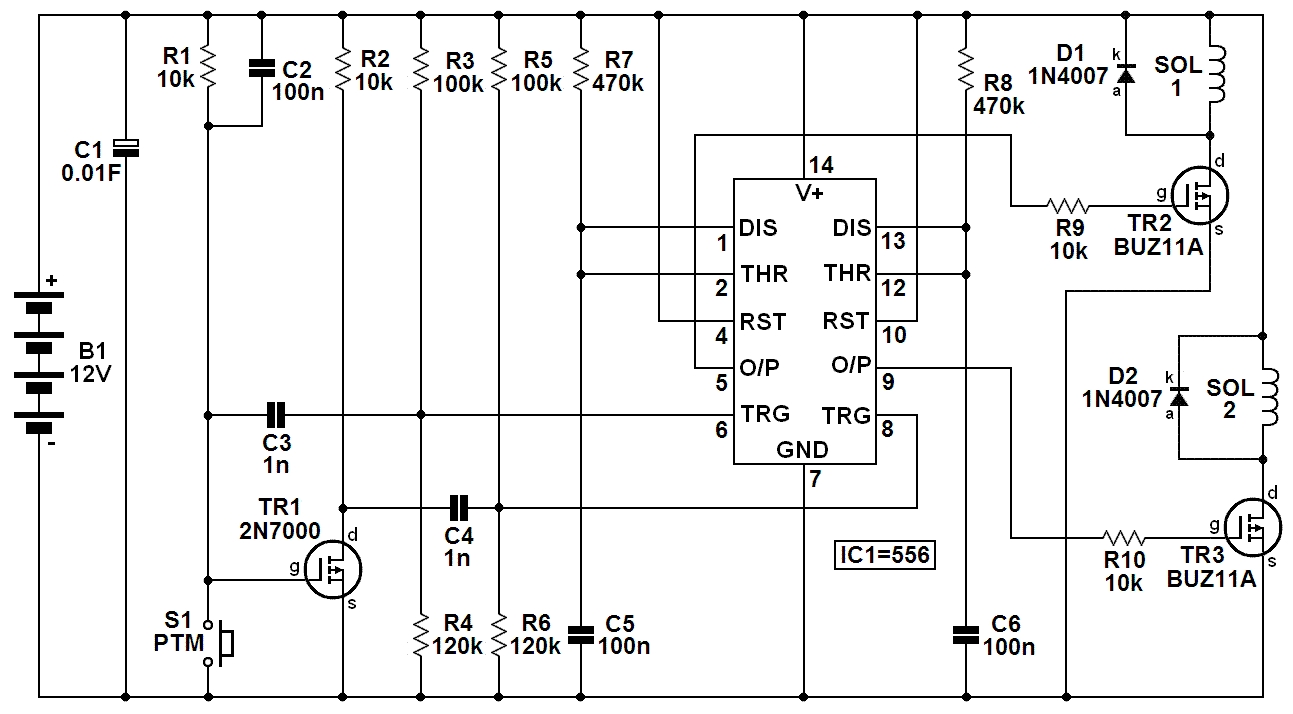 R1
10k
C2
100n
R2
10k
R3
100k
R5
100k
R7
470k
R8
470k
D1
1N4007
k
a
SOL
1
C1
0.01F
14
V+
d
g
s
TR2
BUZ11A
R9
10k
DIS
1
DIS
13
THR
2
THR
12
RST
4
RST
10
O/P
5
O/P
9
TRG
6
TRG
8
GND
7
+
B1
12V
-
D2
1N4007
k
a
SOL
2
C3
1n
TR1
2N7000
d
g
s
C4
1n
IC1=556
R10
10k
d
g
s
TR3
BUZ11A
S1
PTM
R4
120k
R6
120k
C5
100n
C6
100n